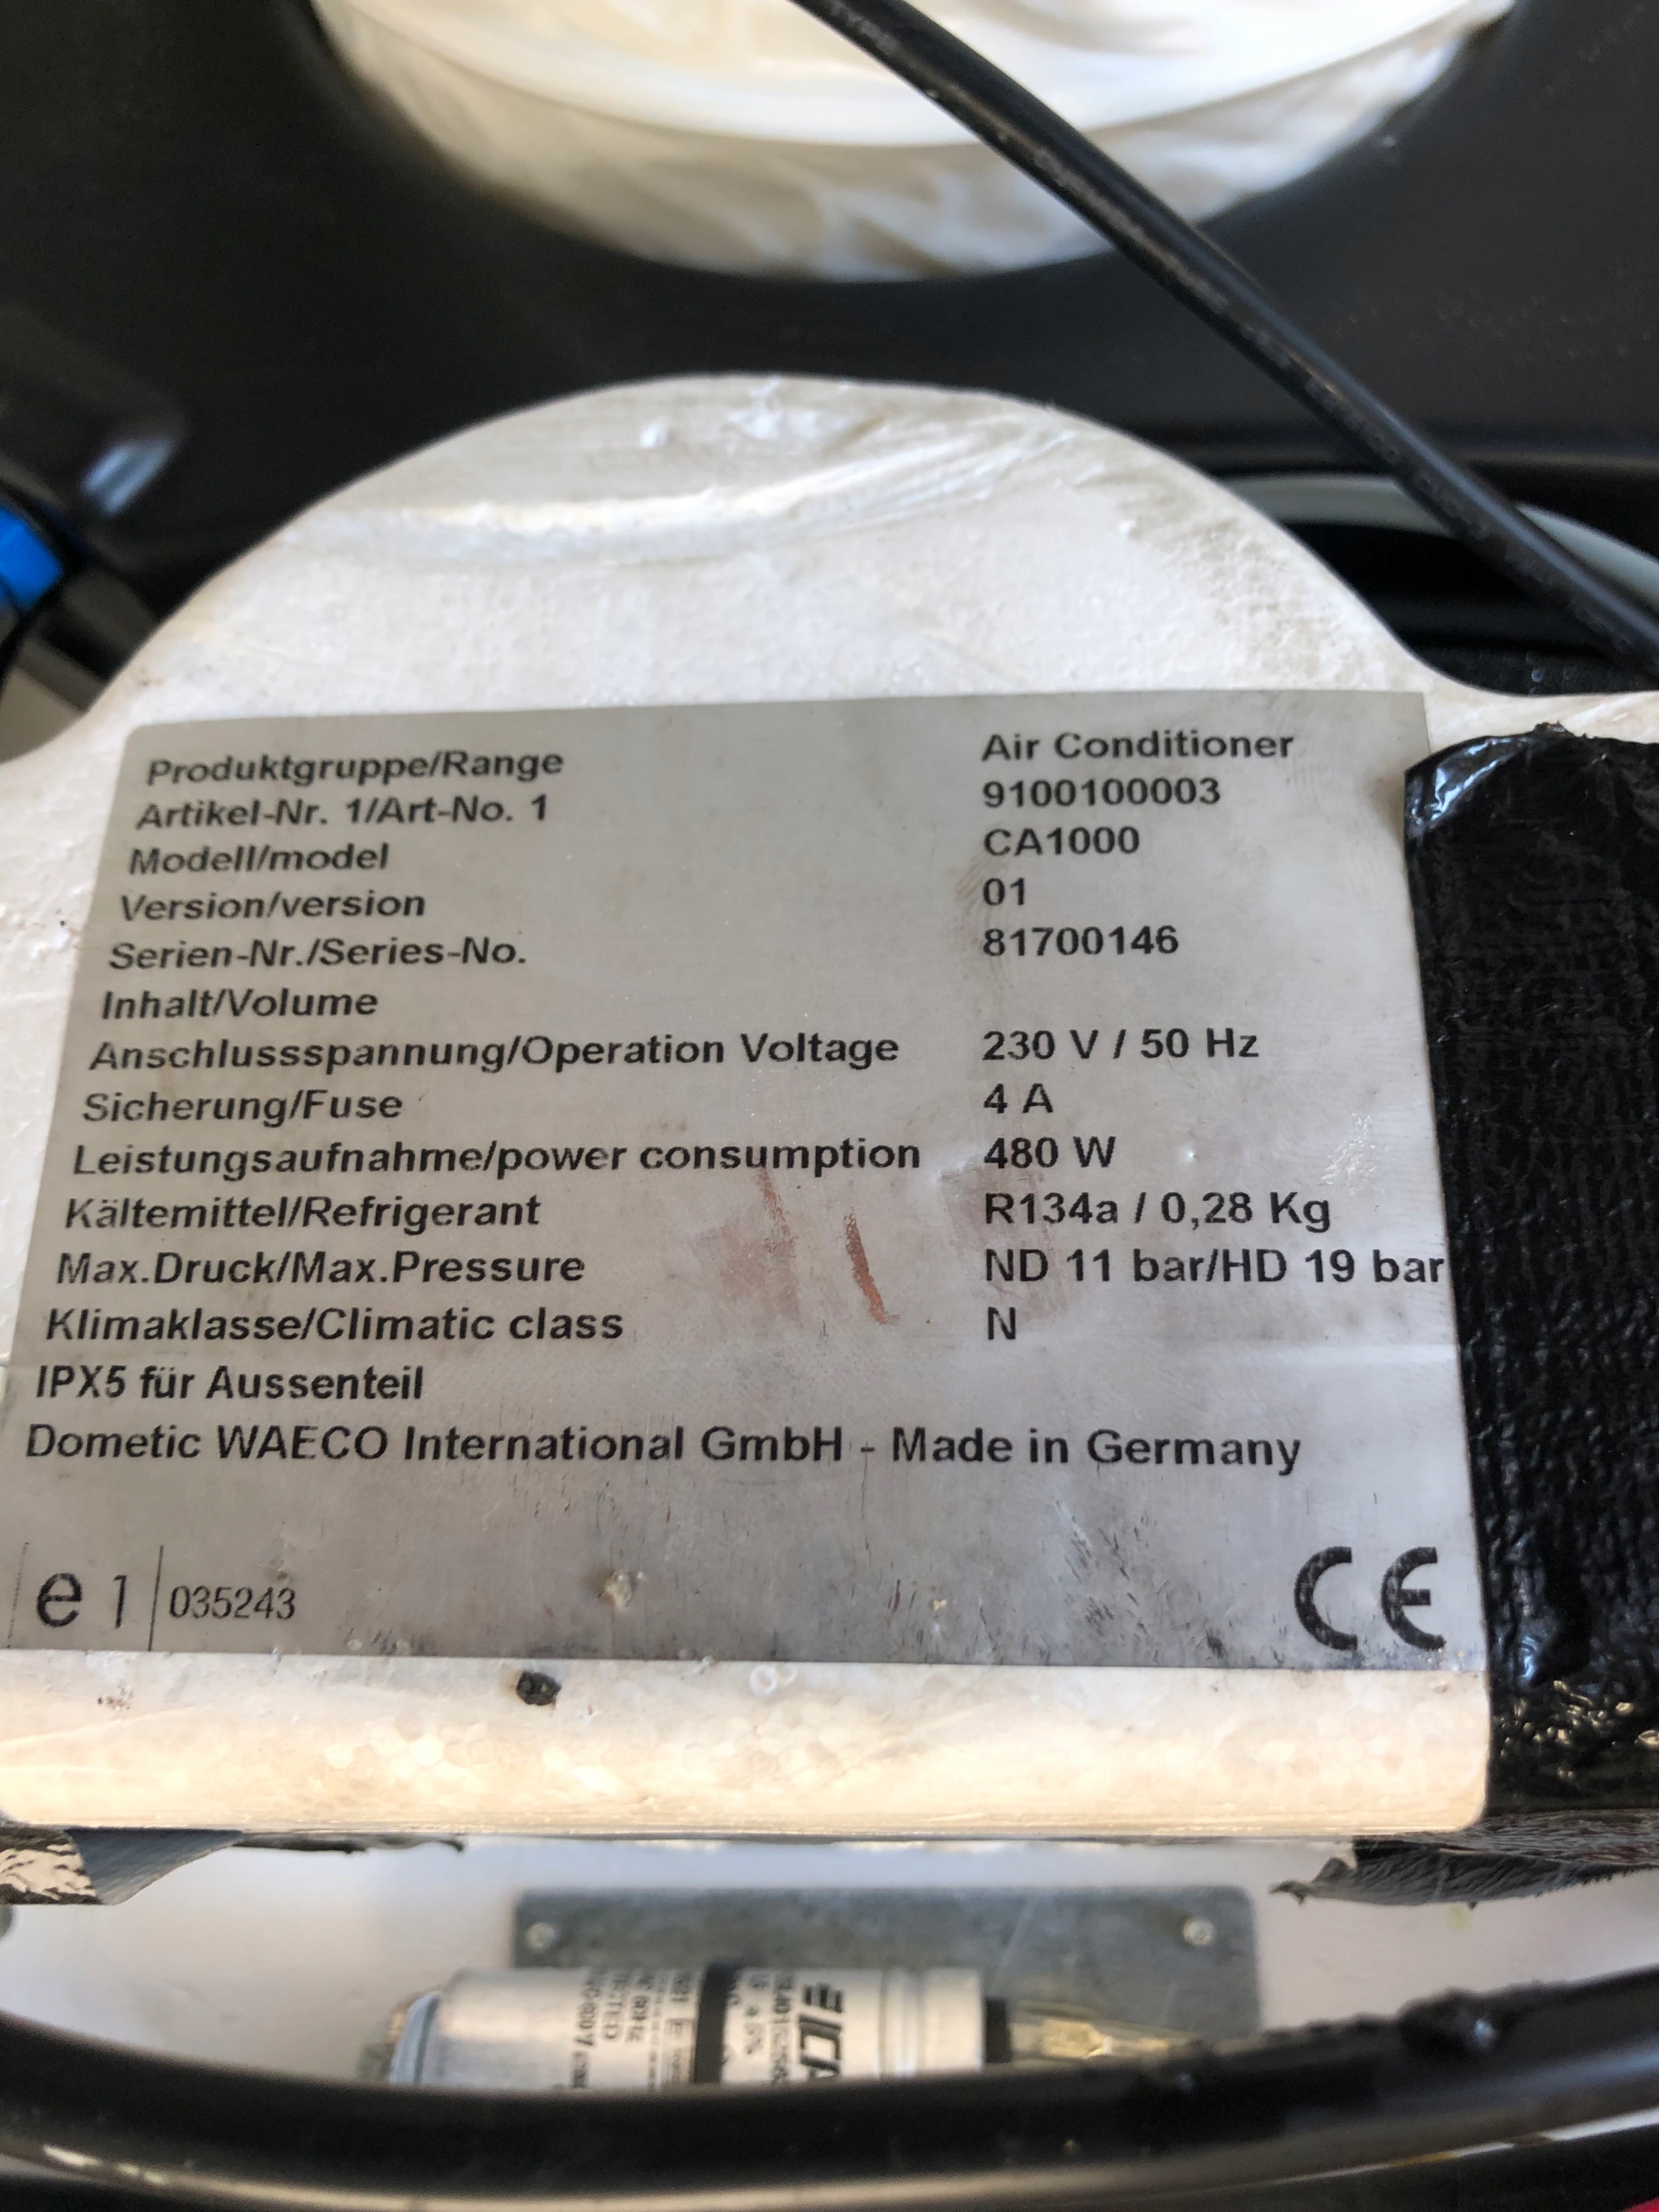 Produktgruppe/Range Air Conditioner
Artikel-Nr. 1/Art-No. 1 9100100003
Modell/model CA1000
Version/version 01
Serien-Nr./Series-No. 81700146
Inhalt/Volume
Anschlussspannung/Operation Voltage 230 V / 50 Hz
Sicherung/Fuse 4 A
Leistungsaufnahme/power consumption 480 W
Kältemittel/Refrigerant R134a / 0,28 Kg
Max.Druck/Max.Pressure ND 11 bar/HD 19 bar
Klimaklasse/Climatic class N
IPX5 für Aussenteil
Dometic WAECO International GmbH - Made in Germany
e 1 035243
CE